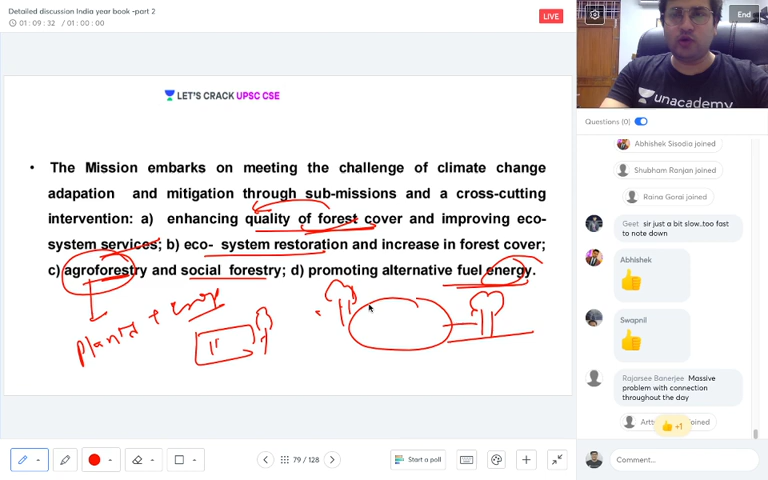 Detailed discussion India year book -part 2
01 : 09 : 32 / 01 : 00 : 00
LIVE
End
LET'S CRACK UPSC CSE
unacademy
Questions (0)
• The Mission embarks on meeting the challenge of climate change
adapation and mitigation through sub-missions and a cross-cutting
intervention: a) enhancing quality of forest cover and improving eco-
system services; b) eco- system restoration and increase in forest cover;
c) agroforestry and social forestry; d) promoting alternative fuel energy.
plant'n + crop
Abhishek Sisodia joined
Shubham Ranjan joined
Raina Gorai joined
Geet sir just a bit slow..too fast
to note down
Abhishek
Swapnil
Rajarsee Banerjee Massive
problem with connection
throughout the day
joined
+1
79 / 128
Start a poll
Comment...